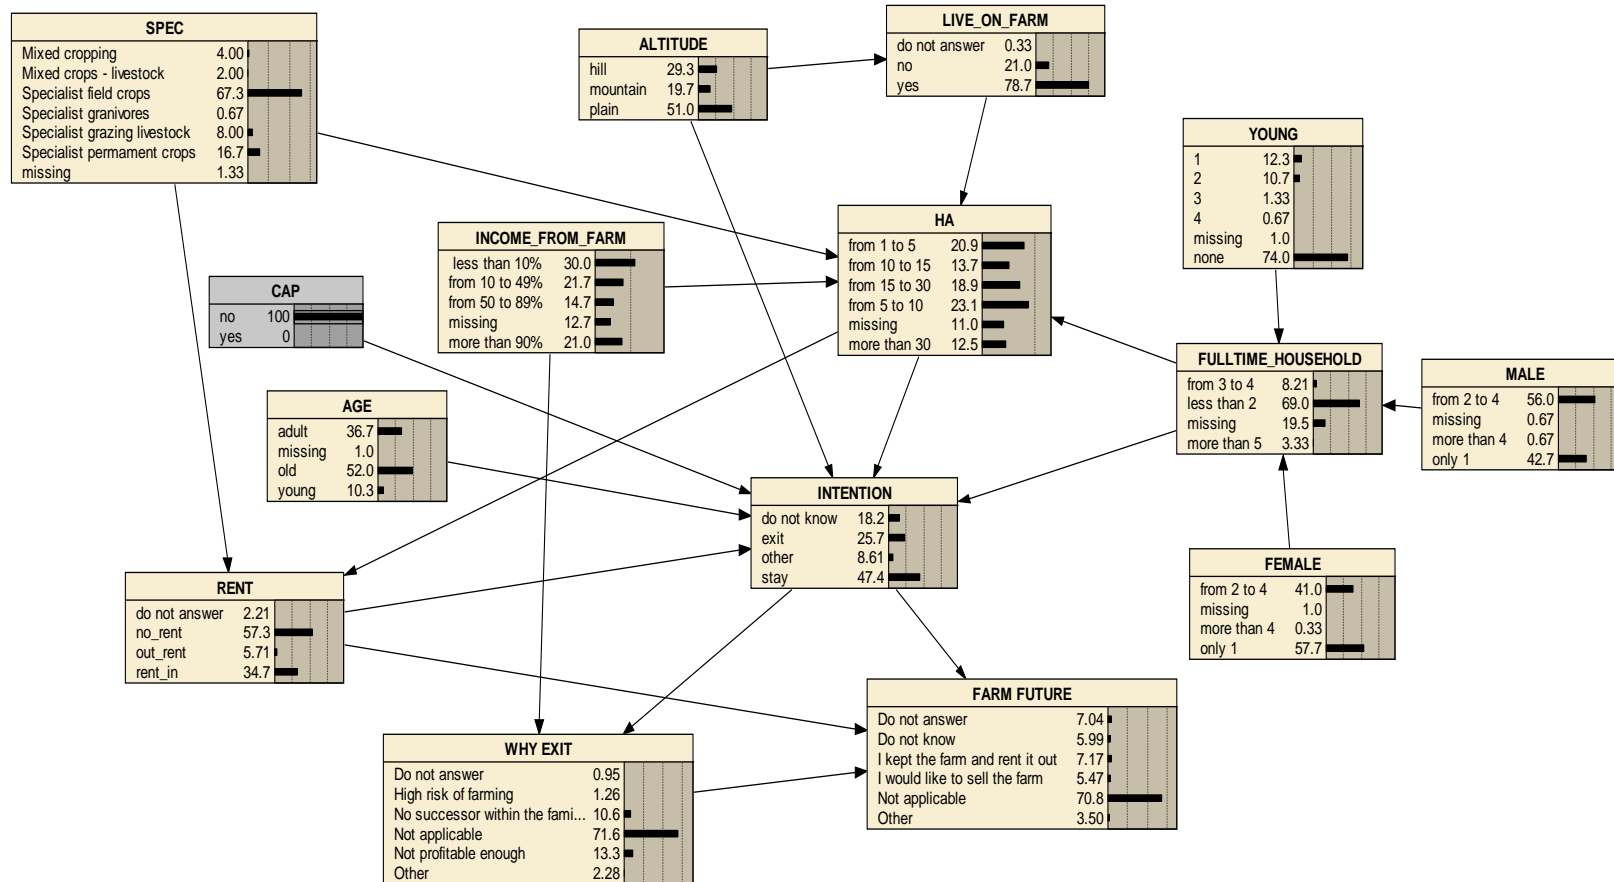 SPEC
Mixed cropping 4.00
Mixed crops - livestock 2.00
Specialist field crops 67.3
Specialist granivores 0.67
Specialist grazing livestock 8.00
Specialist permament crops 16.7
missing 1.33
ALTITUDE
hill 29.3
mountain 19.7
plain 51.0
LIVE_ON_FARM
do not answer 0.33
no 21.0
yes 78.7
YOUNG
1 12.3
2 10.7
3 1.33
4 0.67
missing 1.0
none 74.0
INCOME_FROM_FARM
less than 10% 30.0
from 10 to 49% 21.7
from 50 to 89% 14.7
missing 12.7
more than 90% 21.0
HA
from 1 to 5 20.9
from 10 to 15 13.7
from 15 to 30 18.9
from 5 to 10 23.1
missing 11.0
more than 30 12.5
CAP
no 100
yes 0
FULLTIME_HOUSEHOLD
from 3 to 4 8.21
less than 2 69.0
missing 19.5
more than 5 3.33
MALE
from 2 to 4 56.0
missing 0.67
more than 4 0.67
only 1 42.7
AGE
adult 36.7
missing 1.0
old 52.0
young 10.3
INTENTION
do not know 18.2
exit 25.7
other 8.61
stay 47.4
FEMALE
from 2 to 4 41.0
missing 1.0
more than 4 0.33
only 1 57.7
RENT
do not answer 2.21
no_rent 57.3
out_rent 5.71
rent_in 34.7
FARM FUTURE
Do not answer 7.04
Do not know 5.99
I kept the farm and rent it out 7.17
I would like to sell the farm 5.47
Not applicable 70.8
Other 3.50
WHY EXIT
Do not answer 0.95
High risk of farming 1.26
No successor within the fami... 10.6
Not applicable 71.6
Not profitable enough 13.3
Other 2.28